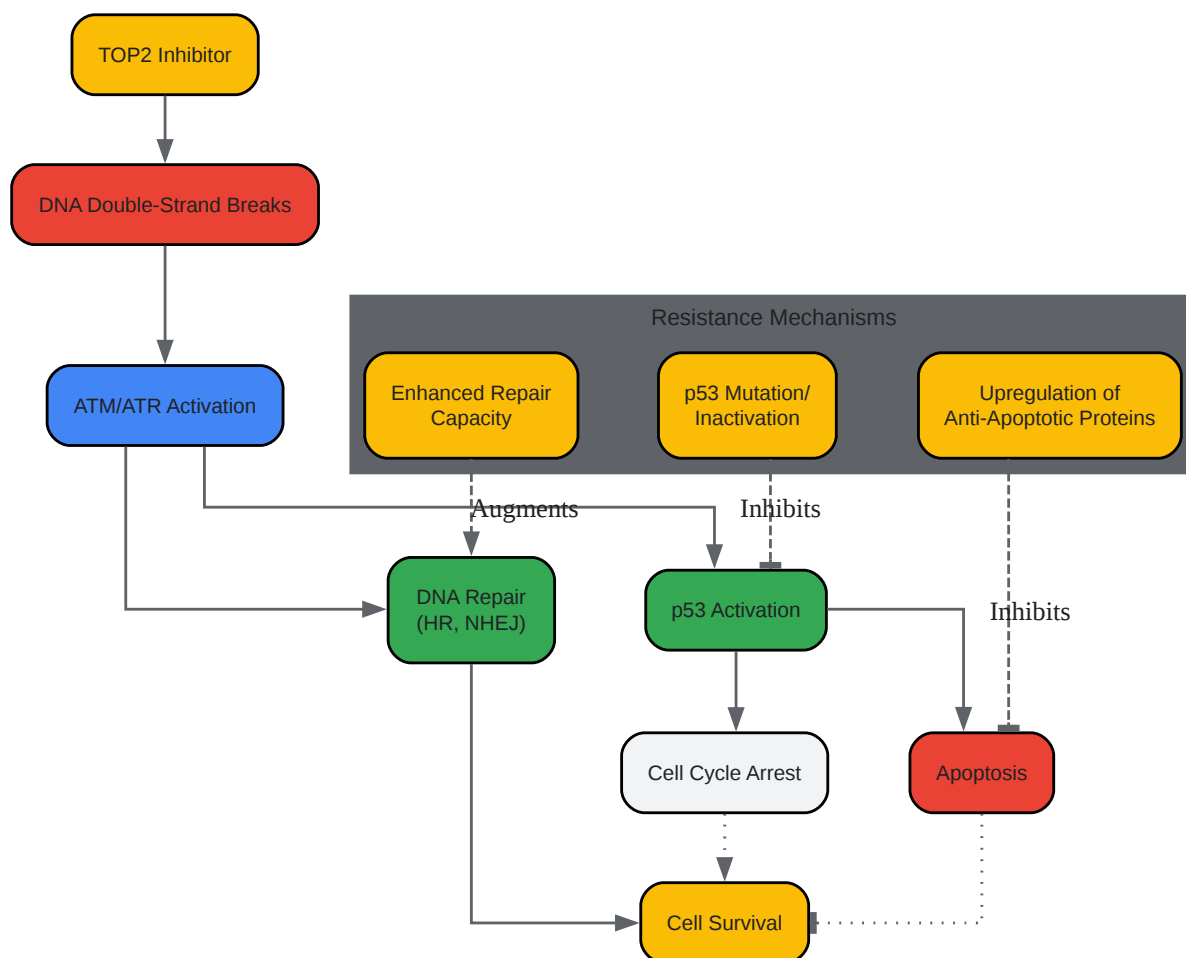 TOP2 Inhibitor
DNA Double-Strand Breaks
Resistance Mechanisms
ATM/ATR Activation
Enhanced Repair
Capacity
p53 Mutation/
Inactivation
Upregulation of
Anti-Apoptotic Proteins
Augments
Inhibits
DNA Repair
(HR, NHEJ)
p53 Activation
Inhibits
Cell Cycle Arrest
Apoptosis
Cell Survival